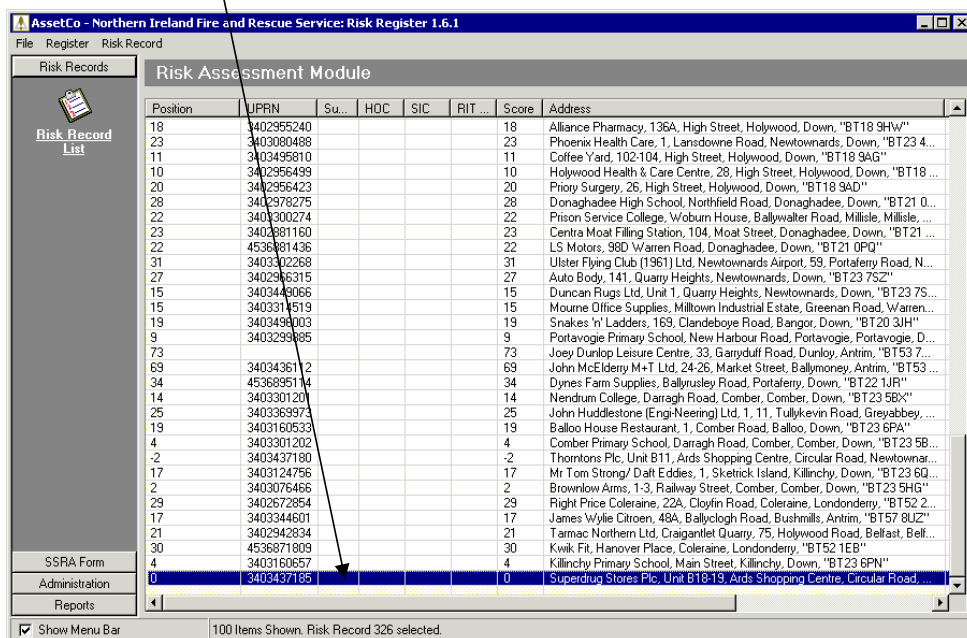 AssetCo - Northern Ireland Fire and Rescue Service: Risk Register 1.6.1
File Register Risk Record
Risk Records
Risk Assessment Module
Risk Record
List
Position UPRN Su... HOC SIC RIT ... Score Address
18 3402955240 18 Alliance Pharmacy, 136A, High Street, Holywood, Down, "BT18 9HW"
23 3403080488 23 Phoenix Health Care, 1, Lansdowne Road, Newtownards, Down, "BT23 4...
11 3403495810 11 Coffee Yard, 102-104, High Street, Holywood, Down, "BT18 9AG"
10 3402956499 10 Holywood Health & Care Centre, 28, High Street, Holywood, Down, "BT18 ...
20 3402956423 20 Priory Surgery, 26, High Street, Holywood, Down, "BT18 9AD"
28 3402978275 28 Donaghadee High School, Northfield Road, Donaghadee, Down, "BT21 0...
22 3403300274 22 Prison Service College, Woburn House, Ballywalter Road, Millisle, Millisle, ...
23 3402881160 23 Centra Moat Filling Station, 104, Moat Street, Donaghadee, Down, "BT21 ...
22 4536881436 22 LS Motors, 98D Warren Road, Donaghadee, Down, "BT21 0PQ"
31 3403302268 31 Ulster Flying Club (1961) Ltd, Newtownards Airport, 59, Portaferry Road, N...
27 3402966315 27 Auto Body, 141, Quarry Heights, Newtownards, Down, "BT23 7SZ"
15 3403449066 15 Duncan Rugs Ltd, Unit 1, Quarry Heights, Newtownards, Down, "BT23 7S...
15 3403314519 15 Mourne Office Supplies, Milltown Industrial Estate, Greenan Road, Warren...
19 3403496003 19 Snakes 'n' Ladders, 169, Clandeboye Road, Bangor, Down, "BT20 3JH"
9 3403299885 9 Portavogie Primary School, New Harbour Road, Portavogie, Portavogie, D...
73 73 Joey Dunlop Leisure Centre, 33, Garryduff Road, Dunloy, Antrim, "BT53 7...
69 3403436112 69 John McElderry M+T Ltd, 24-26, Market Street, Ballymoney, Antrim, "BT53 ...
34 4536895114 34 Dynes Farm Supplies, Ballyrusley Road, Portaferry, Down, "BT22 1JR"
14 3403301201 14 Nendrum College, Darragh Road, Comber, Comber, Down, "BT23 5BX"
25 3403369973 25 John Huddlestone (Engi-Neering) Ltd, 1, 11, Tullykevin Road, Greyabbey, ...
19 3403160533 19 Balloo House Restaurant, 1, Comber Road, Balloo, Down, "BT23 6PA"
4 3403301202 4 Comber Primary School, Darragh Road, Comber, Comber, Down, "BT23 5B...
-2 3403437180 -2 Thorntons Plc, Unit B11, Ards Shopping Centre, Circular Road, Newtownar...
17 3403124756 17 Mr Tom Strong/ Daft Eddies, 1, Sketrick Island, Killinchy, Down, "BT23 6Q...
2 3403076466 2 Brownlow Arms, 1-3, Railway Street, Comber, Comber, Down, "BT23 5HG"
29 3402672854 29 Right Price Coleraine, 22A, Cloyfin Road, Coleraine, Londonderry, "BT52 2...
17 3403344601 17 James Wylie Citroen, 48A, Ballyclogh Road, Bushmills, Antrim, "BT57 8UZ"
21 3402942834 21 Tarmac Northern Ltd, Craigantlet Quarry, 75, Holywood Road, Belfast, Belf...
30 4536871809 30 Kwik Fit, Hanover Place, Coleraine, Londonderry, "BT52 1EB"
4 3403160657 4 Killinchy Primary School, Main Street, Killinchy, Down, "BT23 6PN"
0 3403437185 0 Superdrug Stores Plc, Unit B18-19, Ards Shopping Centre, Circular Road, ...
SSRA Form
Administration
Reports
Show Menu Bar 100 Items Shown. Risk Record 326 selected.